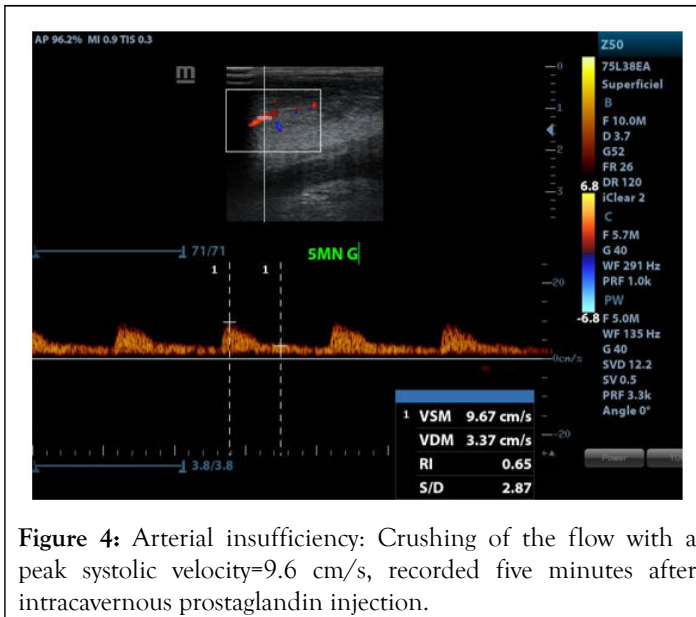 AP 96.2% MI 0.9 TIS 0.3
m
Z50
75L38EA
Superficiel
B
F 10.0M
D 3.7
G52
FR 26
DR 120
iClear 2
C
F 5.7M
G 40
WF 291 Hz
PRF 1.0k
PW
F 5.0M
WF 135 Hz
G 40
SVD 12.2
SV 0.5
PRF 3.3k
Angle 0°
6.8
-6.8
0
1
2
3
71/71
5MN G
1 1
20
0cm/s
-20
3.8/3.8
1 VSM 9.67 cm/s
VDM 3.37 cm/s
RI 0.65
S/D 2.87
Power
Figure 4: Arterial insufficiency: Crushing of the flow with a
peak systolic velocity=9.6 cm/s, recorded five minutes after
intracavernous prostaglandin injection.